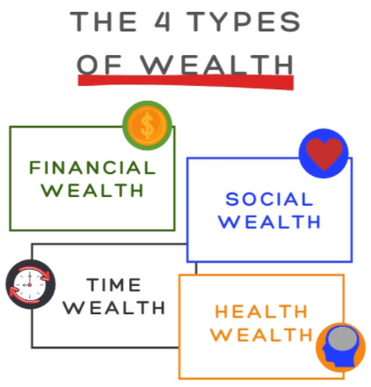 THE 4 TYPES
OF WEALTH
FINANCIAL
WEALTH
SOCIAL
WEALTH
TIME
WEALTH
HEALTH
WEALTH